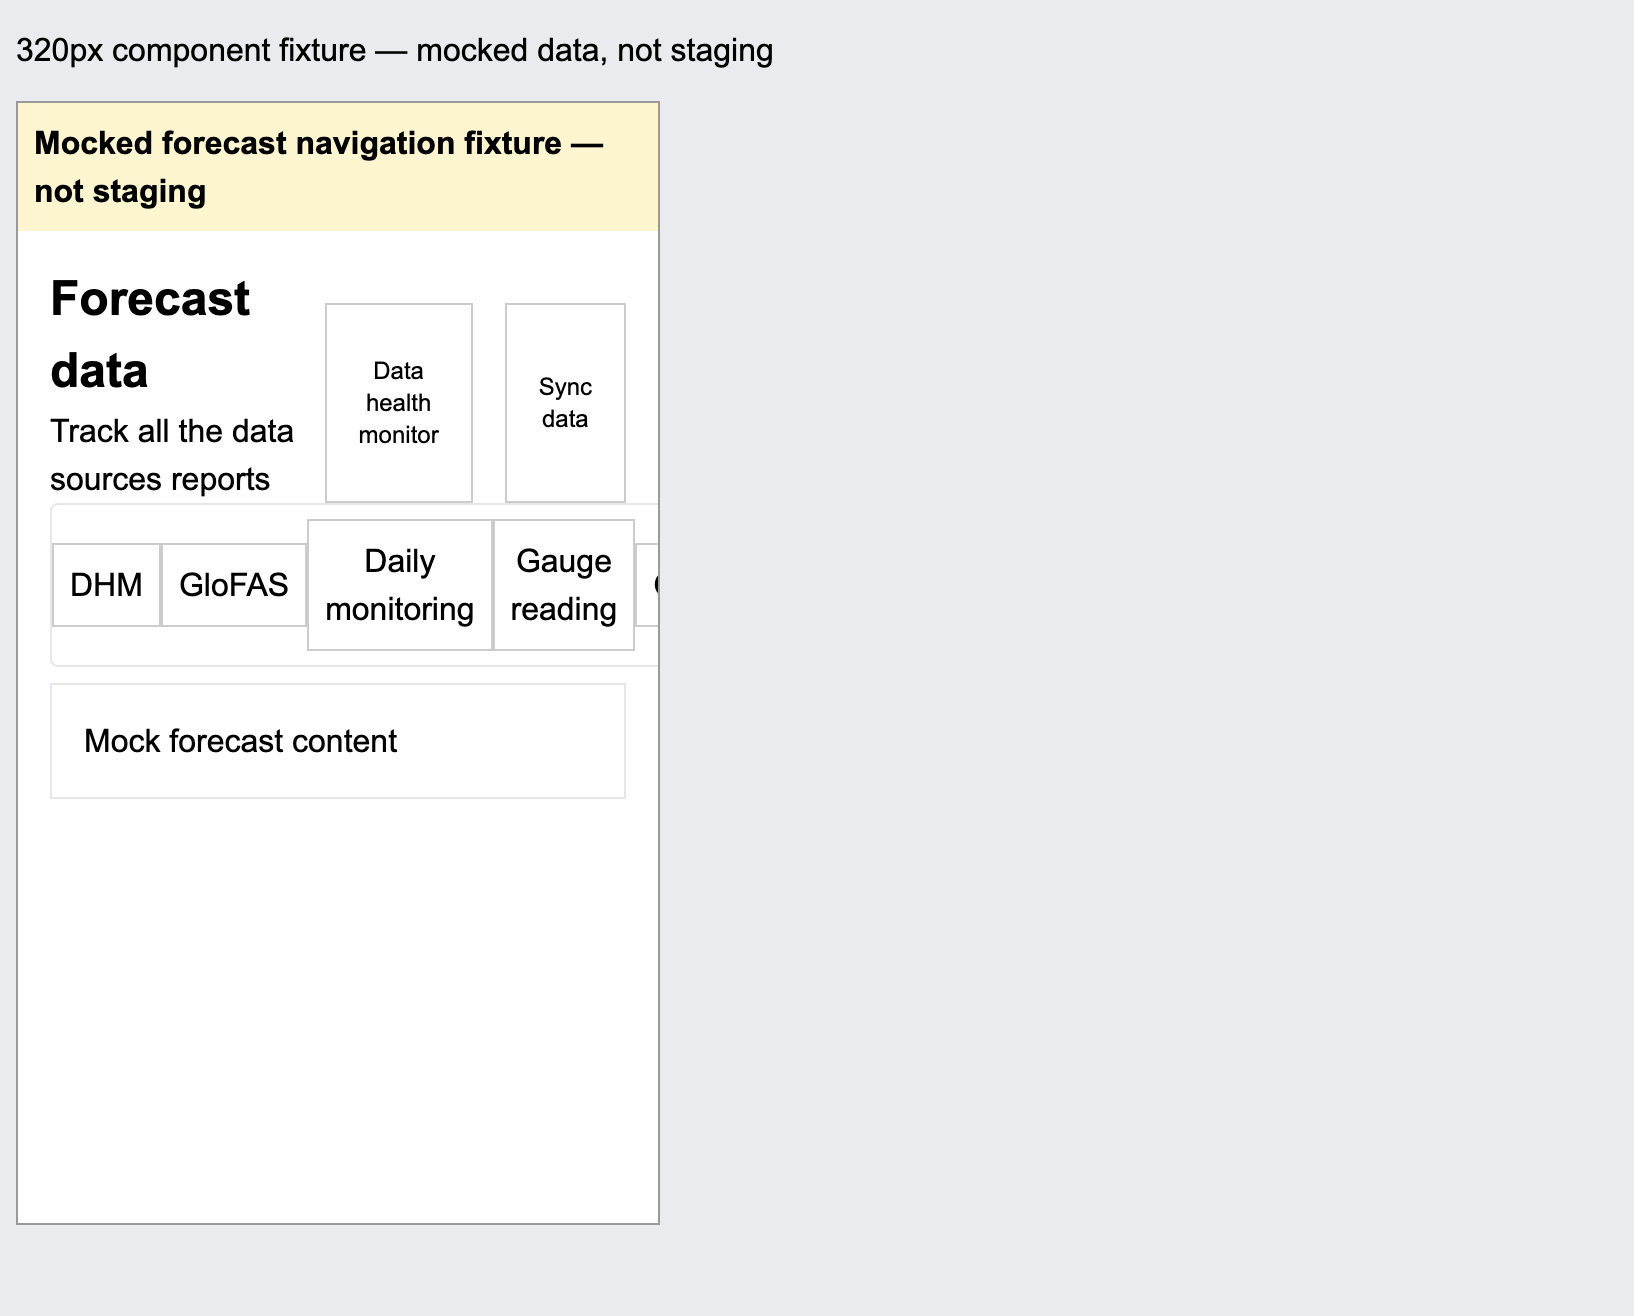 320px component fixture — mocked data, not staging
Mocked forecast navigation fixture —
not staging
Forecast
data
Track all the data
sources reports
Data
health
monitor
Sync
data
DHM
GloFAS
Daily
monitoring
Gauge
reading
Mock forecast content